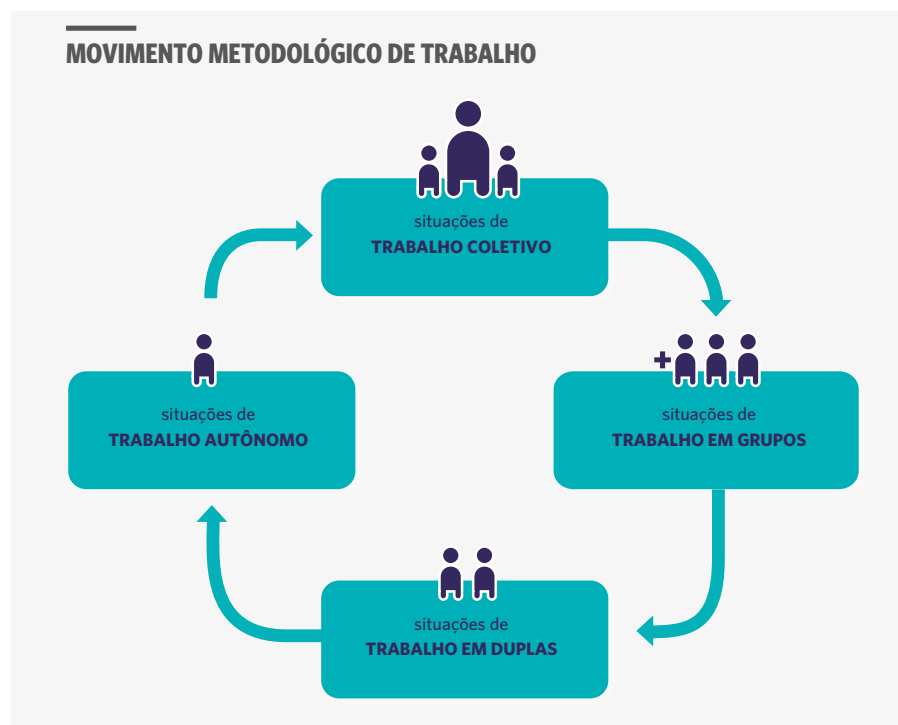 MOVIMENTO METODOLÓGICO DE TRABALHO
situações de
TRABALHO COLETIVO
+
situações de
TRABALHO EM GRUPOS
situações de
TRABALHO EM DUPLAS
situações de
TRABALHO AUTÔNOMO